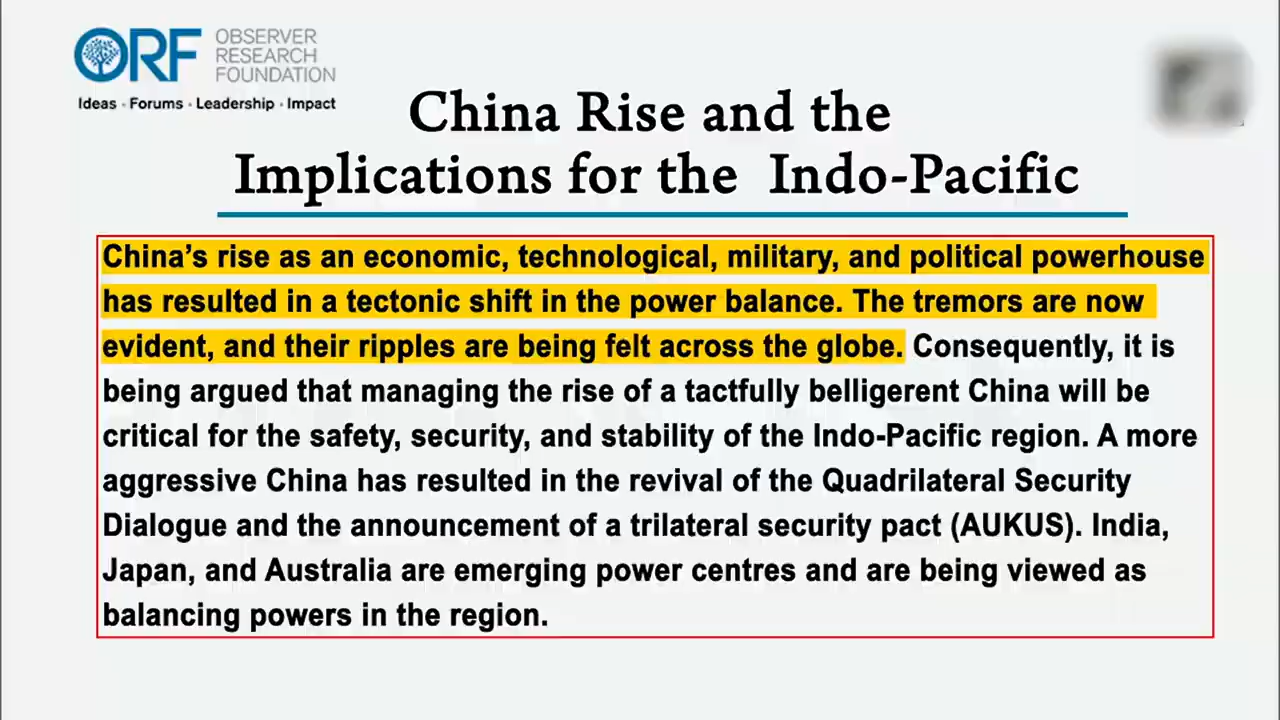 ORF OBSERVER
RESEARCH
FOUNDATION
Ideas · Forums · Leadership · Impact
China Rise and the
Implications for the Indo-Pacific
China’s rise as an economic, technological, military, and political powerhouse
has resulted in a tectonic shift in the power balance. The tremors are now
evident, and their ripples are being felt across the globe. Consequently, it is
being argued that managing the rise of a tactfully belligerent China will be
critical for the safety, security, and stability of the Indo-Pacific region. A more
aggressive China has resulted in the revival of the Quadrilateral Security
Dialogue and the announcement of a trilateral security pact (AUKUS). India,
Japan, and Australia are emerging power centres and are being viewed as
balancing powers in the region.